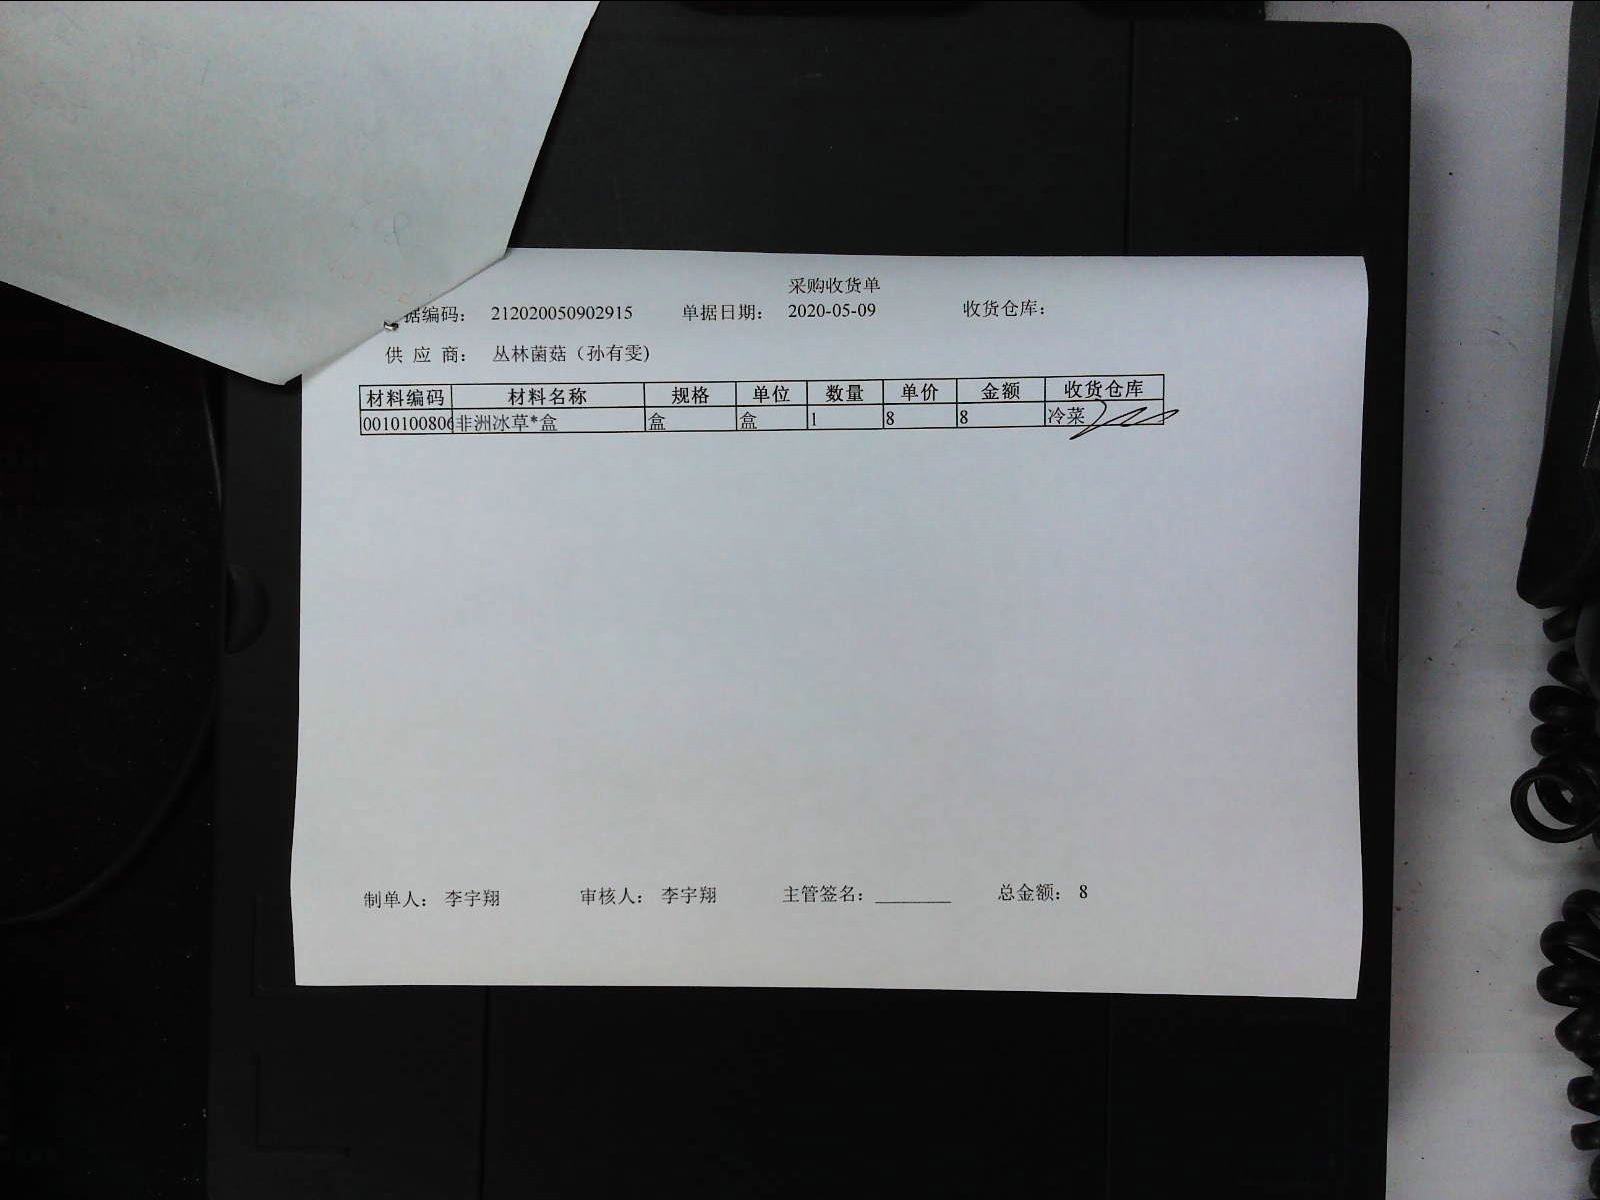 采购收货单
据编码： 212020050902915 单据日期： 2020-05-09 收货仓库：
供 应 商： 丛林菌菇（孙有雯)
材料编码 材料名称 规格 单位 数量 单价 金额 收货仓库
0010100806 非洲冰草*盒 盒 盒 1 8 8 冷菜
制单人： 李宇翔 审核人： 李宇翔 主管签名： 总金额： 8